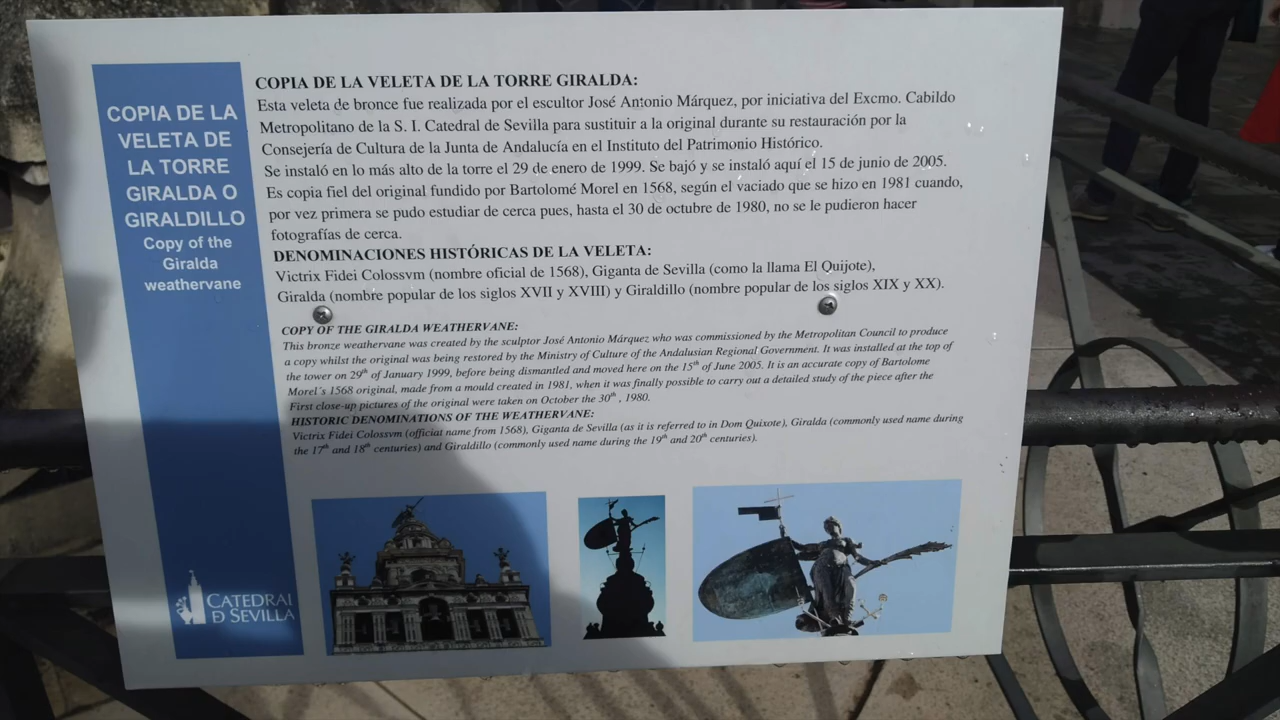 COPIA DE LA
VELETA DE
LA TORRE
GIRALDA O
GIRALDILLO
Copy of the
Giralda
weathervane
COPIA DE LA VELETA DE LA TORRE GIRALDA:
Esta veleta de bronce fue realizada por el escultor José Antonio Márquez, por iniciativa del Excmo. Cabildo
Metropolitano de la S. I. Catedral de Sevilla para sustituir a la original durante su restauración por la
Consejería de Cultura de la Junta de Andalucía en el Instituto del Patrimonio Histórico.
Se instaló en lo más alto de la torre el 29 de enero de 1999. Se bajó y se instaló aquí el 15 de junio de 2005.
Es copia fiel del original fundido por Bartolomé Morel en 1568, según el vaciado que se hizo en 1981 cuando,
por vez primera se pudo estudiar de cerca pues, hasta el 30 de octubre de 1980, no se le pudieron hacer
fotografías de cerca.
DENOMINACIONES HISTÓRICAS DE LA VELETA:
Victrix Fidei Colossvm (nombre oficial de 1568), Giganta de Sevilla (como la llama El Quijote),
Giralda (nombre popular de los siglos XVII y XVIII) y Giraldillo (nombre popular de los siglos XIX y XX).
COPY OF THE GIRALDA WEATHERVANE:
This bronze weathervane was created by the sculptor José Antonio Márquez who was commissioned by the Metropolitan Council to produce
a copy whilst the original was being restored by the Ministry of Culture of the Andalusian Regional Government. It was installed at the top of
the tower on 29th of January 1999, before being dismantled and moved here on the 15th of June 2005. It is an accurate copy of Bartolome
Morel's 1568 original, made from a mould created in 1981, when it was finally possible to carry out a detailed study of the piece after the
First close-up pictures of the original were taken on October the 30th , 1980.
HISTORIC DENOMINATIONS OF THE WEATHERVANE:
Victrix Fidei Colossvm (officiat name from 1568), Giganta de Sevilla (as it is referred to in Dom Quixote), Giralda (commonly used name during
the 17th and 18th centuries) and Giraldillo (commonly used name during the 19th and 20th centuries).
CATEDRAL
Đ SEVILLA